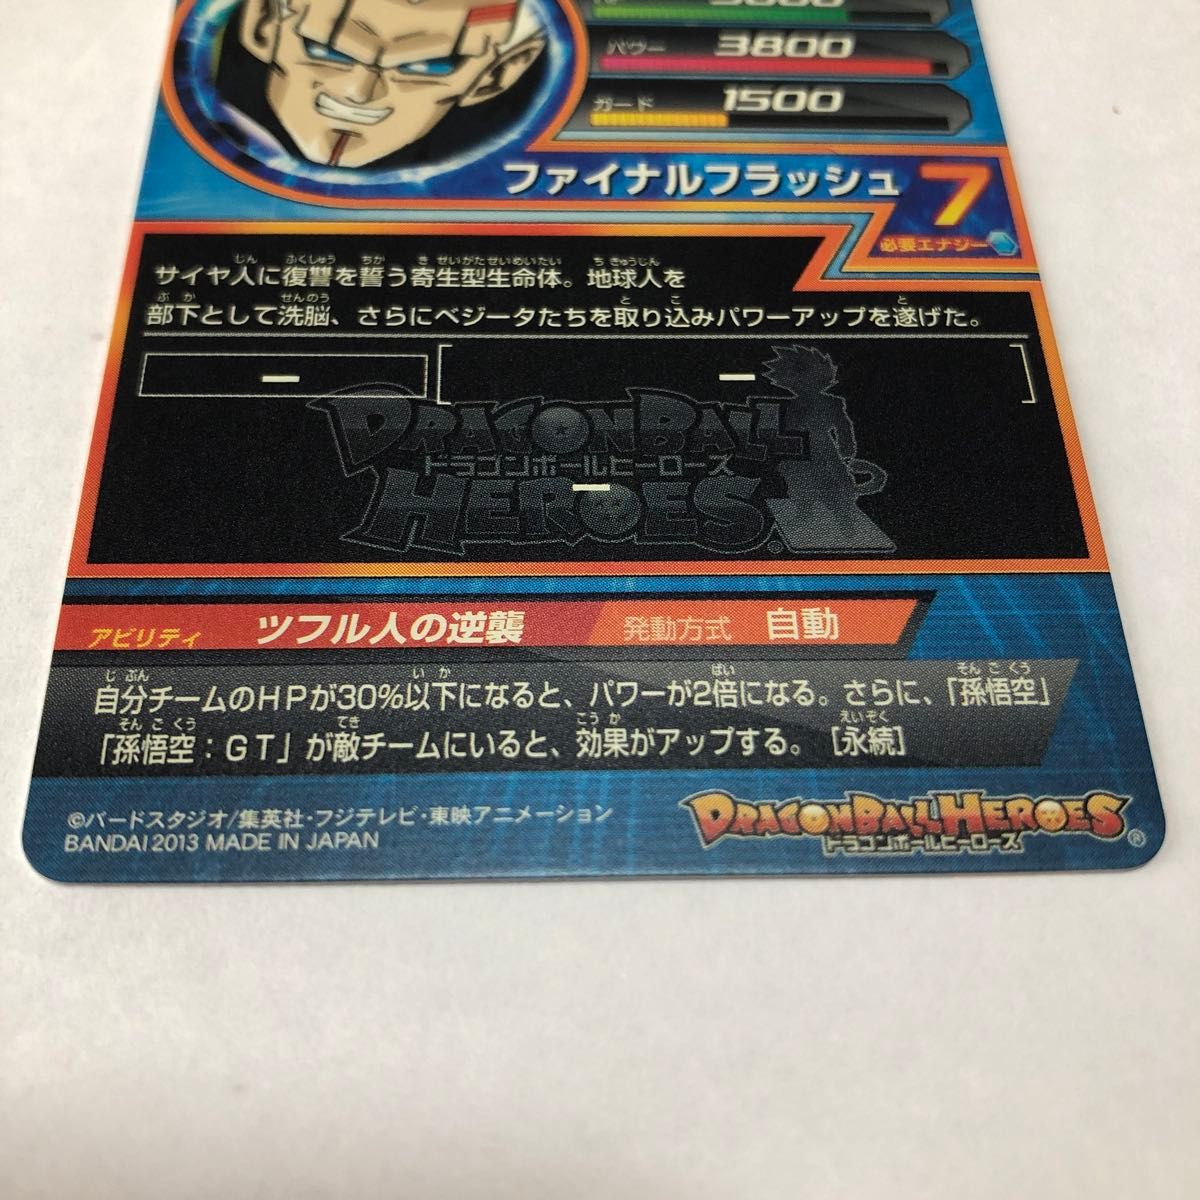 パワー 3800
ガード 1500
ファイナルフラッシュ 7
必要エナジー
サイヤ人に復讐を誓う寄生型生命体。地球人を
部下として洗脳、さらにベジータたちを取り込みパワーアップを遂げた。
ー ー
DRAGONBALL
ドラゴンボールヒーローズ
HEROES®
ー
アビリティ ツフル人の逆襲 発動方式 自動
自分チームのHPが30%以下になると、パワーが2倍になる。さらに、「孫悟空」
「孫悟空：GT」が敵チームにいると、効果がアップする。［永続］
©バードスタジオ/集英社・フジテレビ・東映アニメーション
BANDAI 2013 MADE IN JAPAN
DRAGONBALL HEROES®
ドラゴンボールヒーローズ